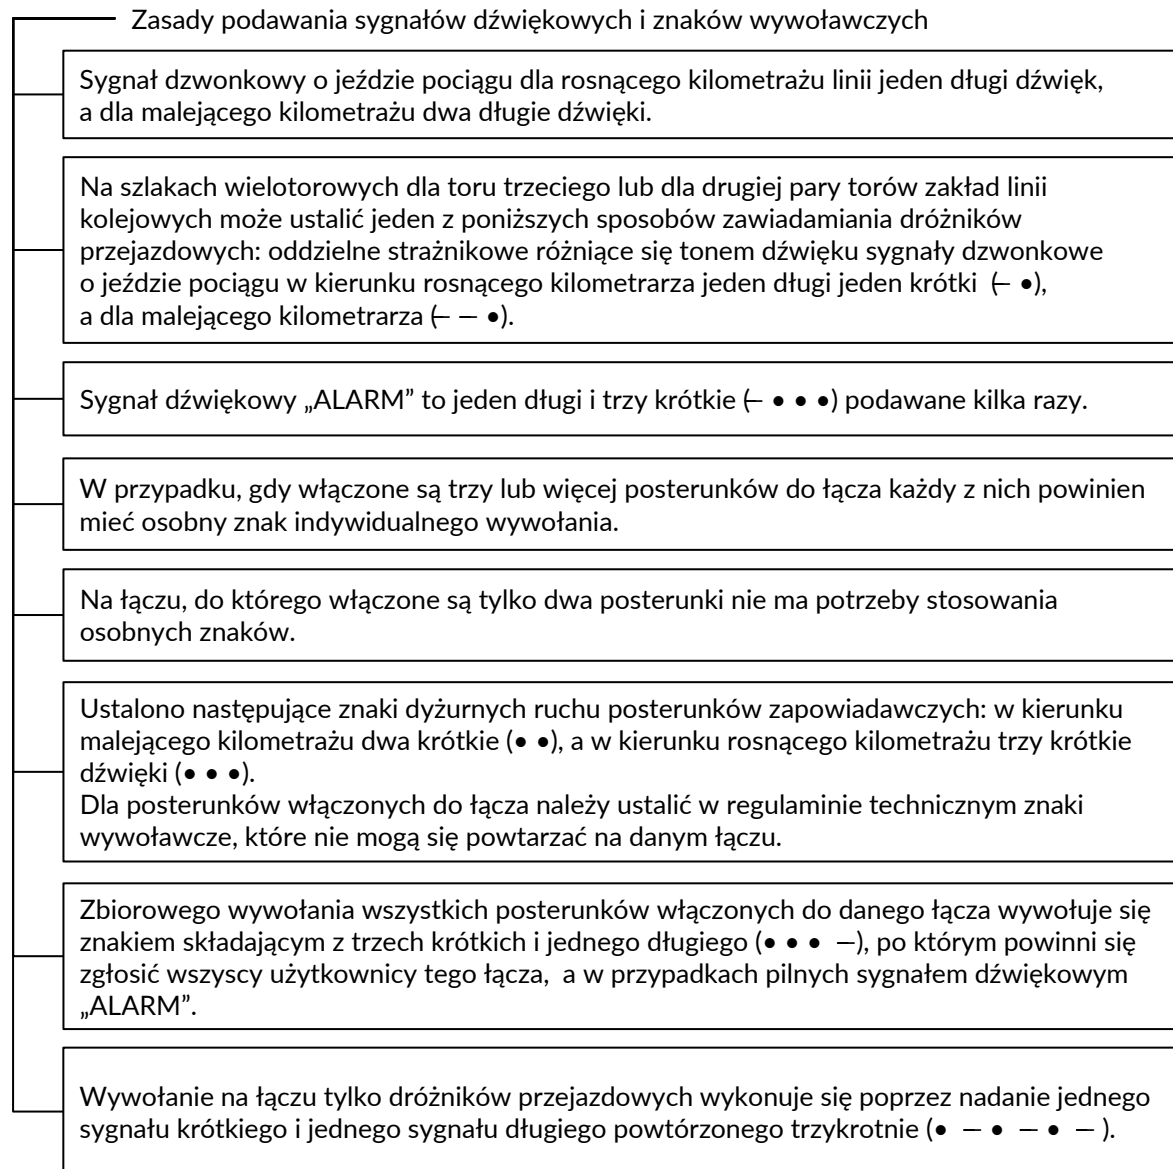 Zasady podawania sygnałów dźwiękowych i znaków wywoławczych
Sygnał dzwonkowy o jeździe pociągu dla rosnącego kilometrażu linii jeden długi dźwięk,
a dla malejącego kilometrażu dwa długie dźwięki.
Na szlakach wielotorowych dla toru trzeciego lub dla drugiej pary torów zakład linii
kolejowych może ustalić jeden z poniższych sposobów zawiadamiania dróżników
przejazdowych: oddzielne strażnikowe różniące się tonem dźwięku sygnały dzwonkowe
o jeździe pociągu w kierunku rosnącego kilometrarza jeden długi jeden krótki (— •),
a dla malejącego kilometrarza (— — •).
Sygnał dźwiękowy „ALARM” to jeden długi i trzy krótkie (— • • •) podawane kilka razy.
W przypadku, gdy włączone są trzy lub więcej posterunków do łącza każdy z nich powinien
mieć osobny znak indywidualnego wywołania.
Na łączu, do którego włączone są tylko dwa posterunki nie ma potrzeby stosowania
osobnych znaków.
Ustalono następujące znaki dyżurnych ruchu posterunków zapowiadawczych: w kierunku
malejącego kilometrażu dwa krótkie (• •), a w kierunku rosnącego kilometrażu trzy krótkie
dźwięki (• • •).
Dla posterunków włączonych do łącza należy ustalić w regulaminie technicznym znaki
wywoławcze, które nie mogą się powtarzać na danym łączu.
Zbiorowego wywołania wszystkich posterunków włączonych do danego łącza wywołuje się
znakiem składającym z trzech krótkich i jednego długiego (• • • —), po którym powinni się
zgłosić wszyscy użytkownicy tego łącza, a w przypadkach pilnych sygnałem dźwiękowym
„ALARM”.
Wywołanie na łączu tylko dróżników przejazdowych wykonuje się poprzez nadanie jednego
sygnału krótkiego i jednego sygnału długiego powtórzonego trzykrotnie (• — • — • — ).